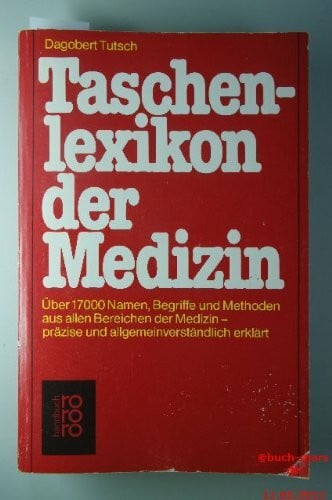 Dagobert Tutsch
Taschen-
lexikon
der
Medizin
Über 17000 Namen, Begriffe und Methoden
aus allen Bereichen der Medizin –
präzise und allgemeinverständlich erklärt
handbuch
rororo